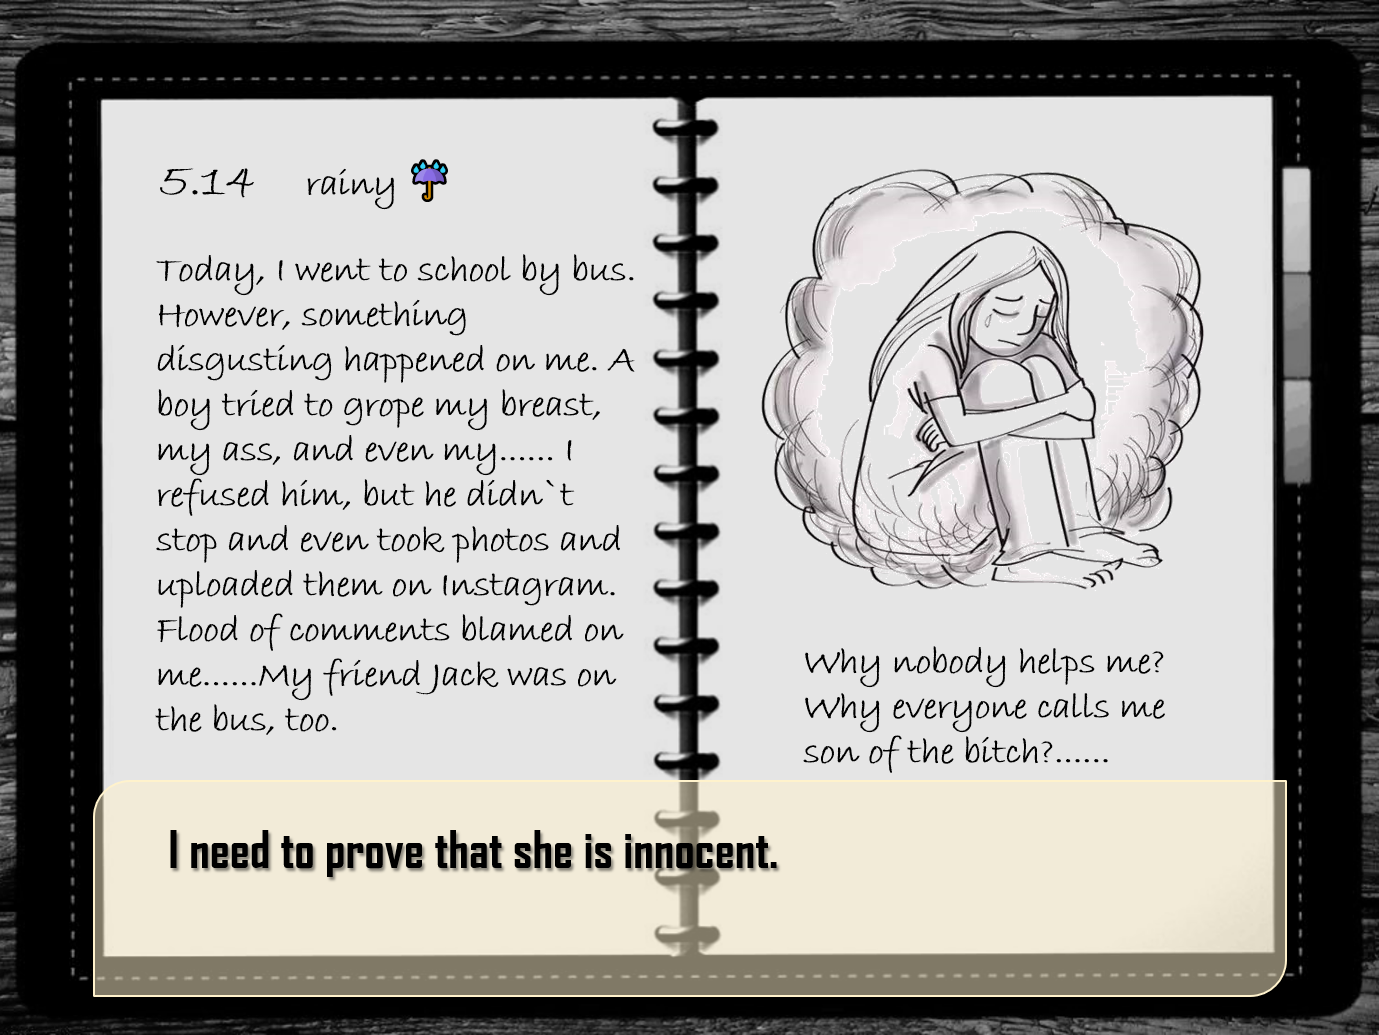 5.14 rainy
Today, I went to school by bus.
However, something
disgusting happened on me. A
boy tried to grope my breast,
my ass, and even my...... I
refused him, but he didn`t
stop and even took photos and
uploaded them on Instagram.
Flood of comments blamed on
me......My friend Jack was on
the bus, too.
Why nobody helps me?
Why everyone calls me
son of the bitch?......
I need to prove that she is innocent.